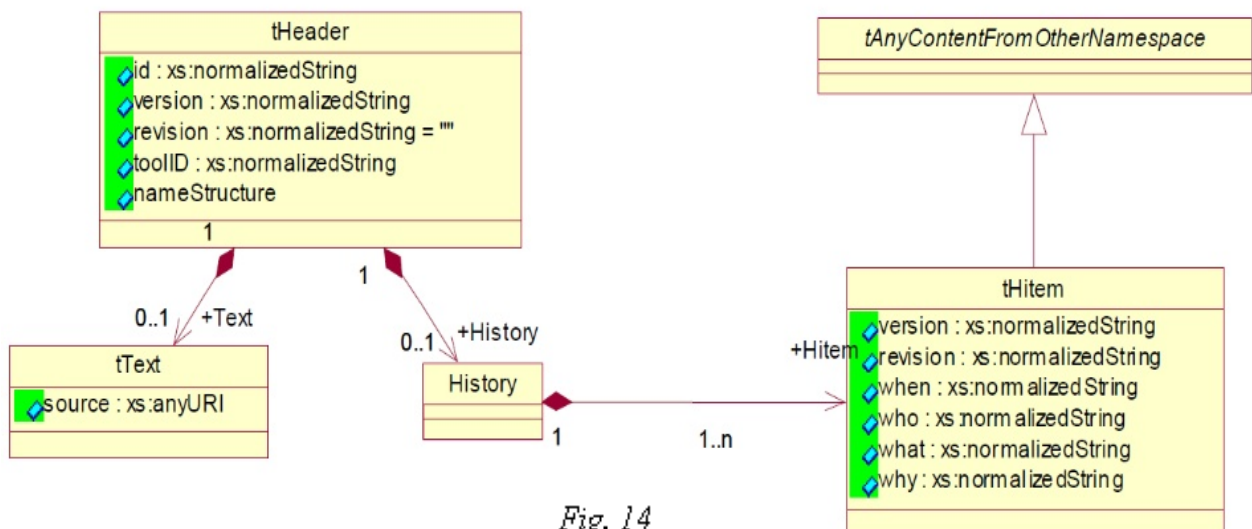 tHeader
id : xs:normalizedString
version : xs:normalizedString
revision : xs:normalizedString = ""
toolID : xs:normalizedString
nameStructure
tAnyContentFromOtherNamespace
1
1
0..1
+Text
tText
source : xs:anyURI
0..1
+History
History
1
1..n
+Hitem
tHitem
version : xs:normalizedString
revision : xs:normalizedString
when : xs:normalizedString
who : xs:normalizedString
what : xs:normalizedString
why : xs:normalizedString
Fig. 14